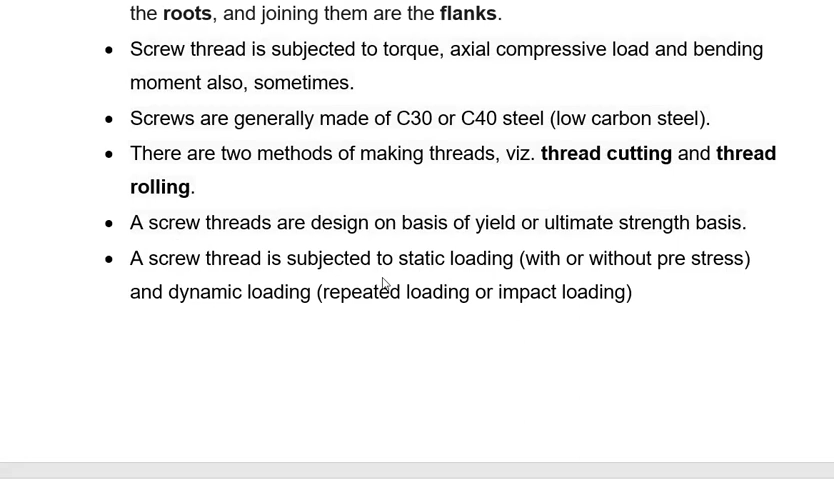 the roots, and joining them are the flanks.
• Screw thread is subjected to torque, axial compressive load and bending
moment also, sometimes.
• Screws are generally made of C30 or C40 steel (low carbon steel).
• There are two methods of making threads, viz. thread cutting and thread
rolling.
• A screw threads are design on basis of yield or ultimate strength basis.
• A screw thread is subjected to static loading (with or without pre stress)
and dynamic loading (repeated loading or impact loading)